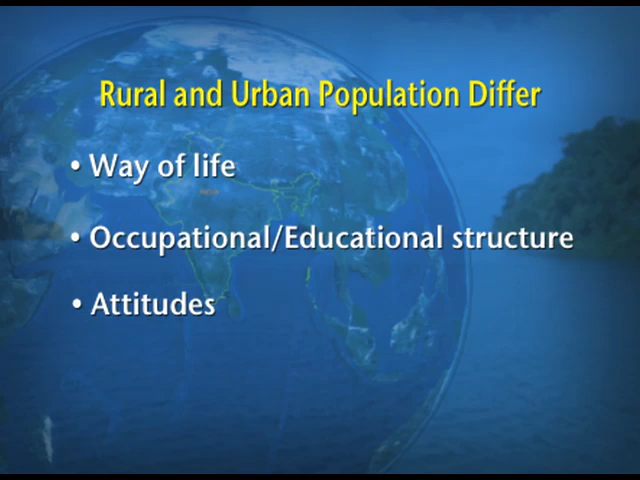 Rural and Urban Population Differ
• Way of life
• Occupational/Educational structure
• Attitudes